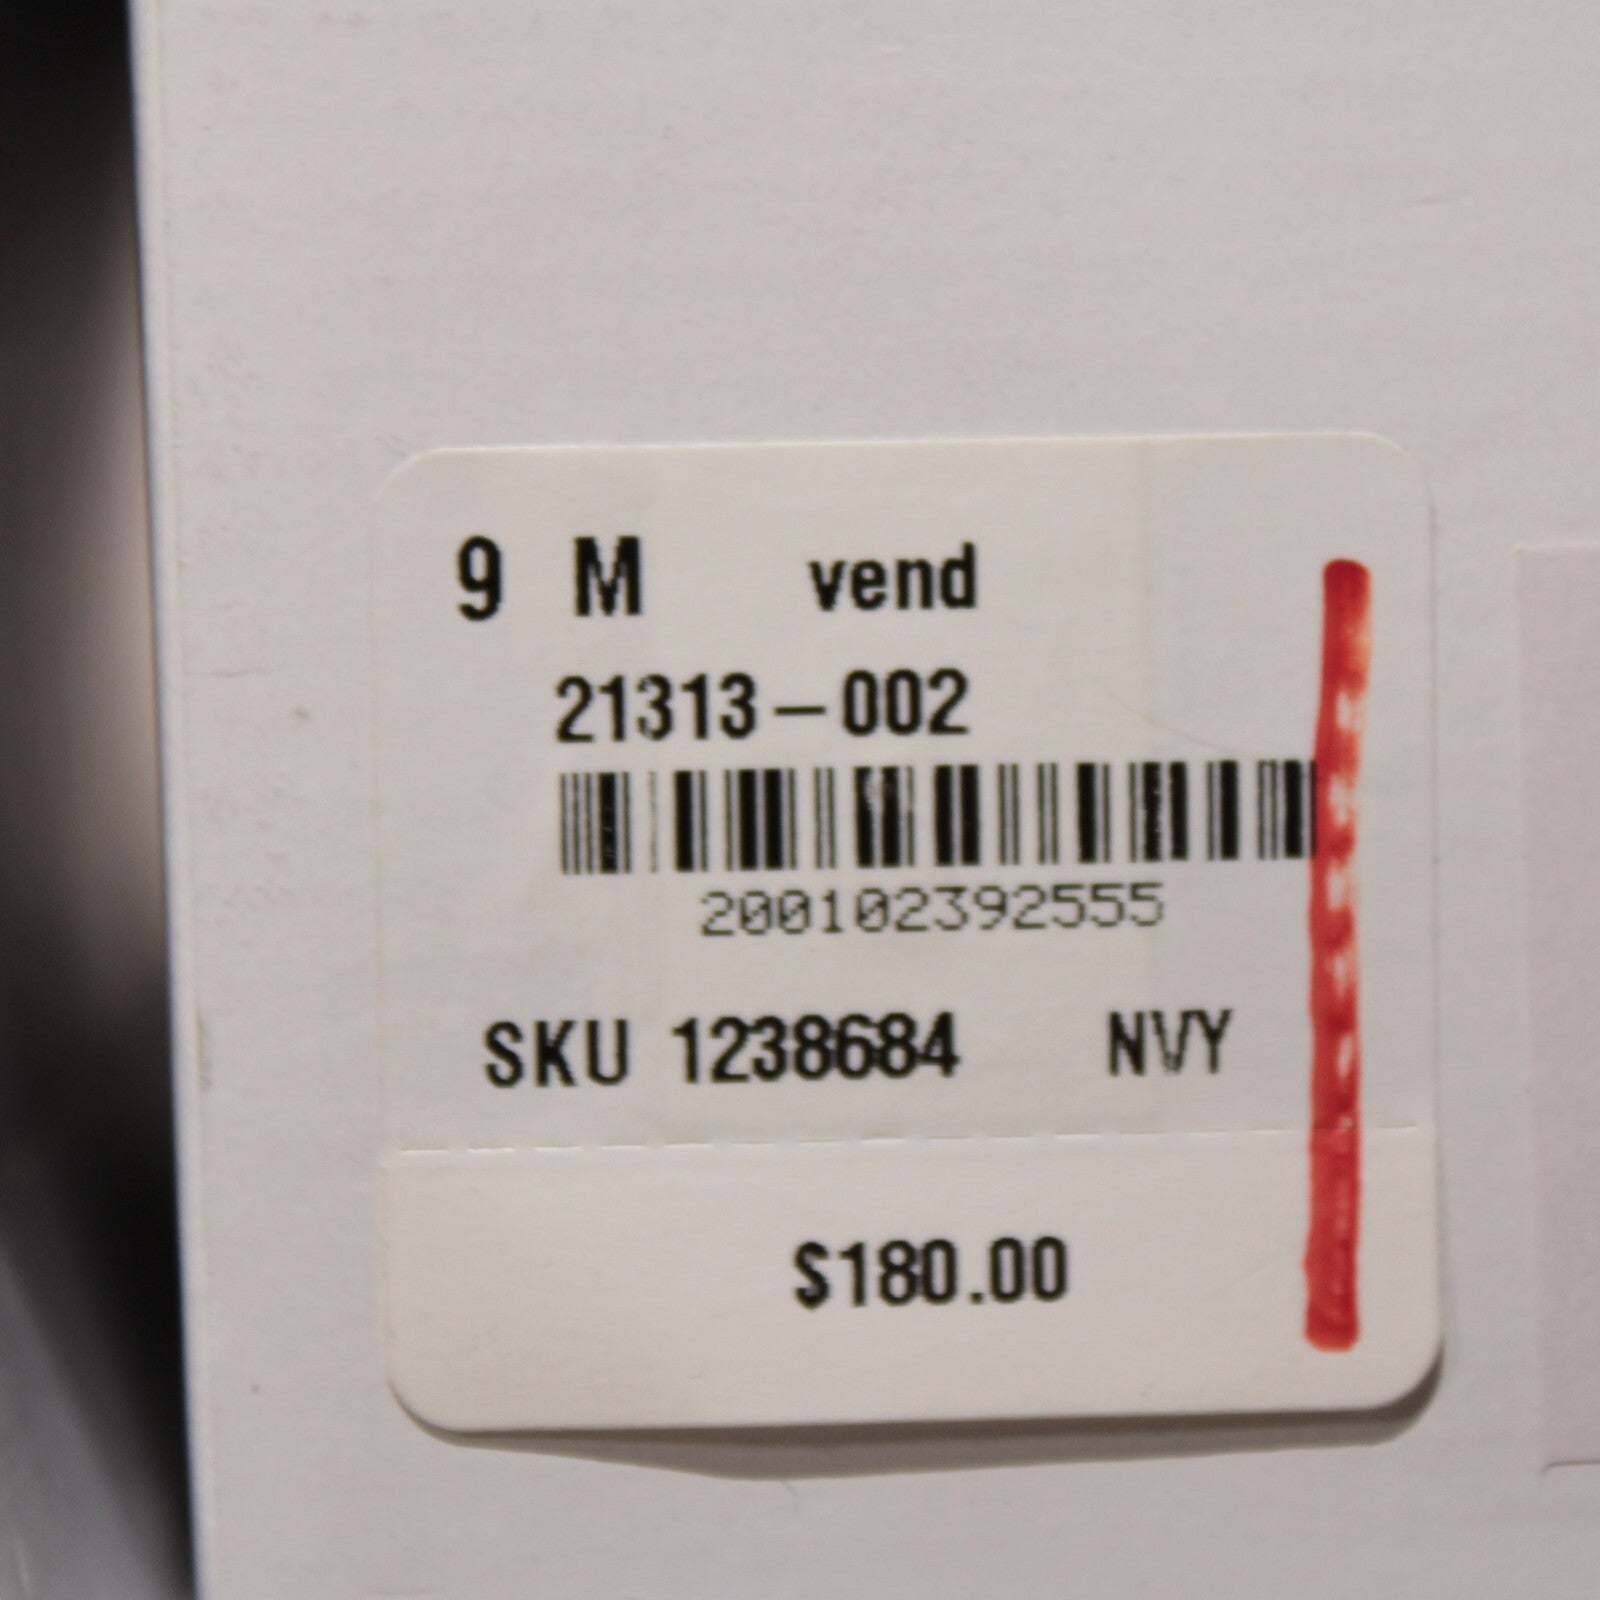 9 M vend
21313-002
200102392555
SKU 1238684 NVY
$180.00